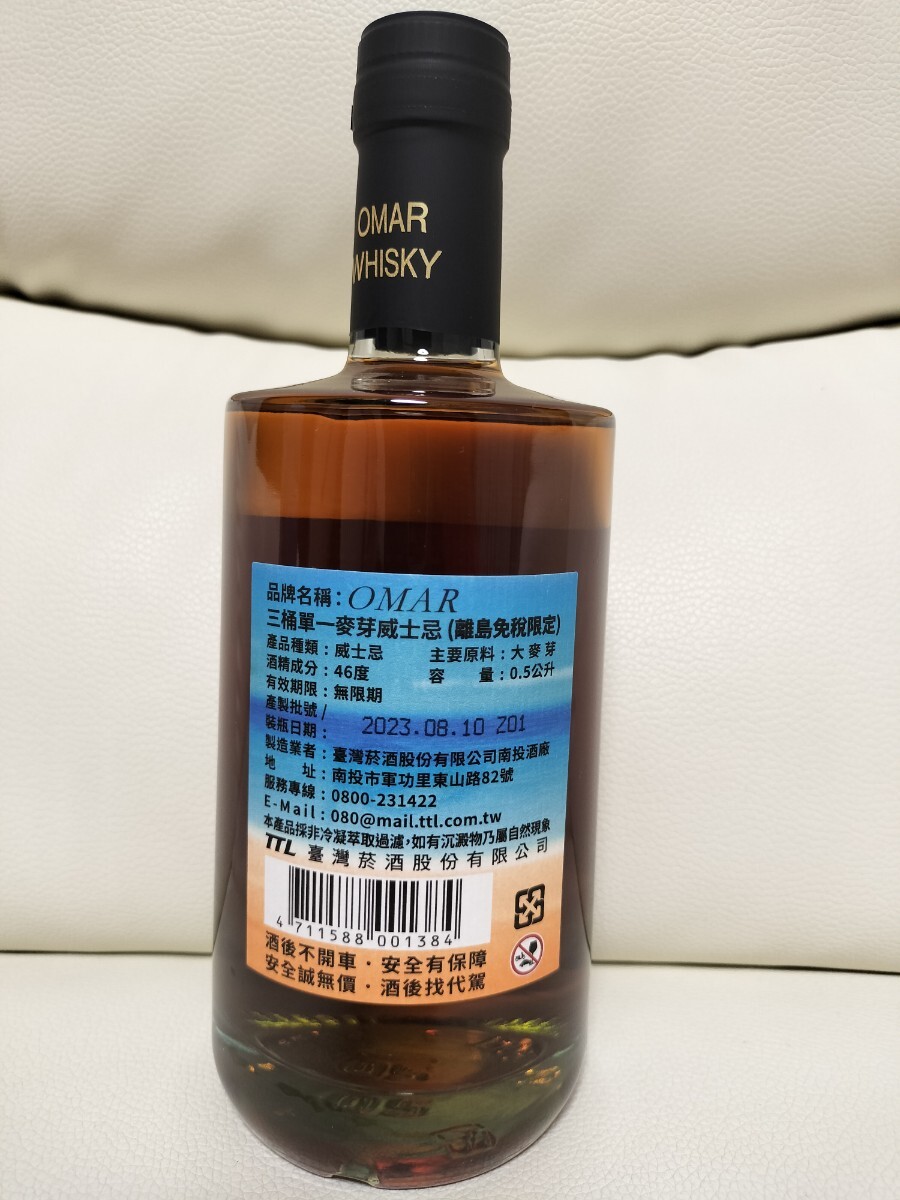 OMAR
WHISKY
品牌名稱：OMAR
三桶單一麥芽威士忌 (離島免稅限定)
產品種類：威士忌 主要原料：大麥芽
酒精成分：46度 容 量：0.5公升
有效期限：無限期
產製批號/
裝瓶日期： 2023.08.10 Z01
製造業者：臺灣菸酒股份有限公司南投酒廠
地 址：南投市軍功里東山路82號
服務專線：0800-231422
E-Mail：080@mail.ttl.com.tw
本產品採非冷凝萃取過濾，如有沉澱物乃屬自然現象
TTL 臺灣菸酒股份有限公司
4 711588 001384
酒後不開車・安全有保障
安全誠無價・酒後找代駕